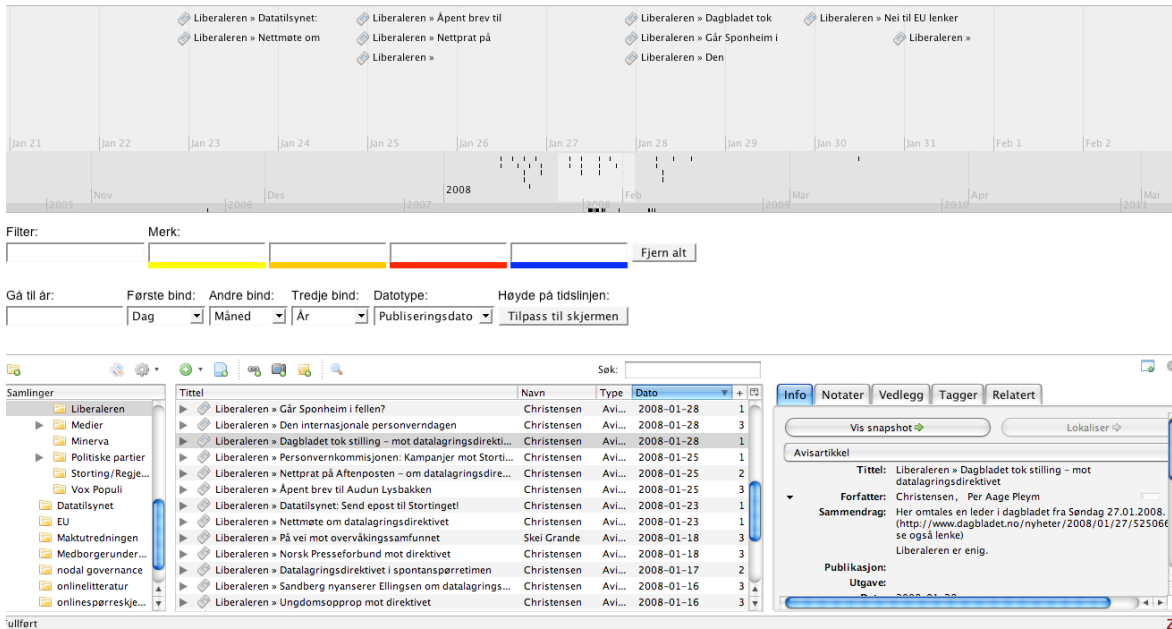 Liberaleren » Datatilsynet: Liberaleren » Åpent brev til Liberaleren » Dagbladet tok Liberaleren » Nei til EU lenker
Liberaleren » Nettmøte om Liberaleren » Nettprat på Liberaleren » Går Sponheim i Liberaleren »
Liberaleren » Liberaleren » Den
Jan 21 Jan 22 Jan 23 Jan 24 Jan 25 Jan 26 Jan 27 Jan 28 Jan 29 Jan 30 Jan 31 Feb 1 Feb 2
Nov Des 2008 Feb Mar Apr Mai
2005 2006 2007 2008 2009 2010 2011
Filter: Merk:
Fjern alt
Gå til år: Første bind: Andre bind: Tredje bind: Datotype: Høyde på tidslinjen:
Dag Måned År Publiseringsdato Tilpass til skjermen
Søk:
Samlinger
Liberaleren
Medier
Minerva
Politiske partier
Storting/Regje...
Vox Populi
Datatilsynet
EU
Maktutredningen
Medborgerunder...
nodal governance
onlinelitteratur
onlinespørreskje...
Tittel Navn Type Dato +
Liberaleren » Går Sponheim i fellen? Christensen Avi... 2008-01-28 1
Liberaleren » Den internasjonale personverndagen Christensen Avi... 2008-01-28 3
Liberaleren » Dagbladet tok stilling – mot datalagringsdirekti... Christensen Avi... 2008-01-28 1
Liberaleren » Personvernkommisjonen: Kampanjer mot Storti... Christensen Avi... 2008-01-25 1
Liberaleren » Nettprat på Aftenposten – om datalagringsdire... Christensen Avi... 2008-01-25 2
Liberaleren » Åpent brev til Audun Lysbakken Christensen Avi... 2008-01-25 3
Liberaleren » Datatilsynet: Send epost til Stortinget! Christensen Avi... 2008-01-23 1
Liberaleren » Nettmøte om datalagringsdirektivet Christensen Avi... 2008-01-23 1
Liberaleren » På vei mot overvåkingssamfunnet Skei Grande Avi... 2008-01-18 3
Liberaleren » Norsk Presseforbund mot direktivet Christensen Avi... 2008-01-18 3
Liberaleren » Datalagringsdirektivet i spontanspørretimen Christensen Avi... 2008-01-17 2
Liberaleren » Sandberg nyanserer Ellingsen om datalagrings... Christensen Avi... 2008-01-16 3
Liberaleren » Ungdomsopprop mot direktivet Christensen Avi... 2008-01-16 3
Info Notater Vedlegg Tagger Relatert
Vis snapshot Lokaliser
Avisartikkel
Tittel: Liberaleren » Dagbladet tok stilling – mot
datalagringsdirektivet
Forfatter: Christensen, Per Aage Pleym
Sammendrag: Her omtales en leder i dagbladet fra Søndag 27.01.2008.
(http://www.dagbladet.no/nyheter/2008/01/27/525066
se også lenke)
Liberaleren er enig.
Publikasjon:
Utgave:
Fullført